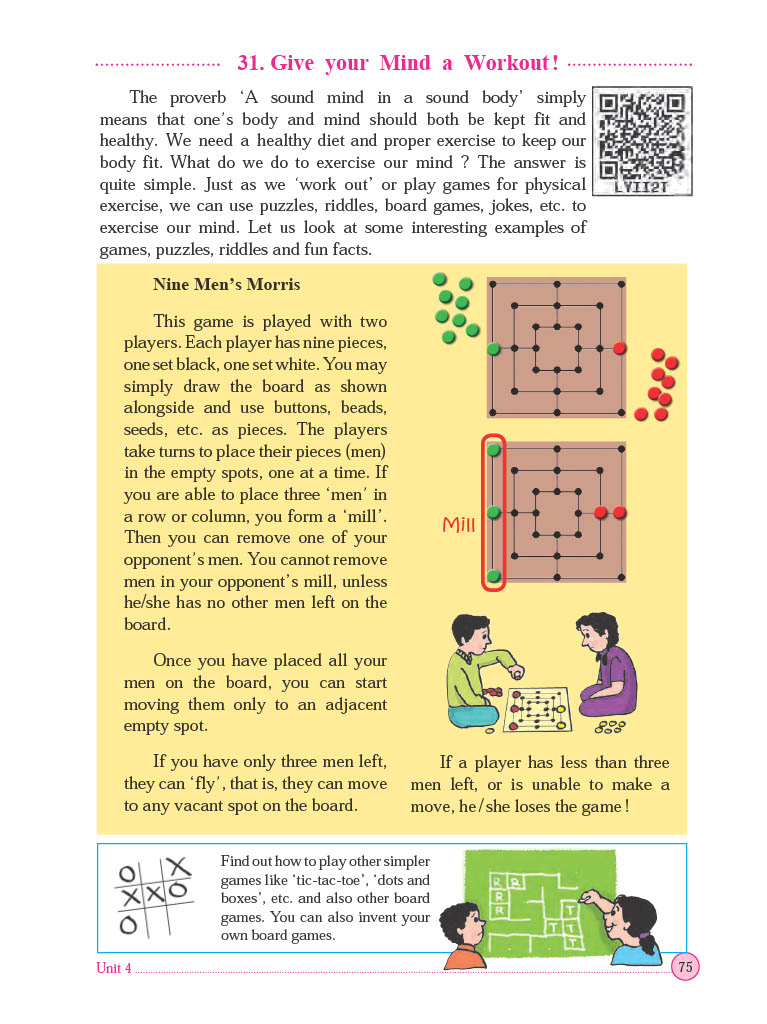 31. Give your Mind a Workout!
The proverb ‘A sound mind in a sound body’ simply
means that one's body and mind should both be kept fit and
healthy. We need a healthy diet and proper exercise to keep our
body fit. What do we do to exercise our mind ? The answer is
quite simple. Just as we ‘work out’ or play games for physical
exercise, we can use puzzles, riddles, board games, jokes, etc. to
exercise our mind. Let us look at some interesting examples of
games, puzzles, riddles and fun facts.
LVII2T
Nine Men’s Morris
This game is played with two
players. Each player has nine pieces,
one set black, one set white. You may
simply draw the board as shown
alongside and use buttons, beads,
seeds, etc. as pieces. The players
take turns to place their pieces (men)
in the empty spots, one at a time. If
you are able to place three ‘men’ in
a row or column, you form a ‘mill’.
Then you can remove one of your
opponent's men. You cannot remove
men in your opponent’s mill, unless
he/she has no other men left on the
board.
Once you have placed all your
men on the board, you can start
moving them only to an adjacent
empty spot.
If you have only three men left,
they can ‘fly’, that is, they can move
to any vacant spot on the board.
Mill
If a player has less than three
men left, or is unable to make a
move, he/she loses the game !
O X
X X O
O
Find out how to play other simpler
games like ‘tic-tac-toe’, ‘dots and
boxes’, etc. and also other board
games. You can also invent your
own board games.
R R
R
R
T
T T
T
Unit 4
75